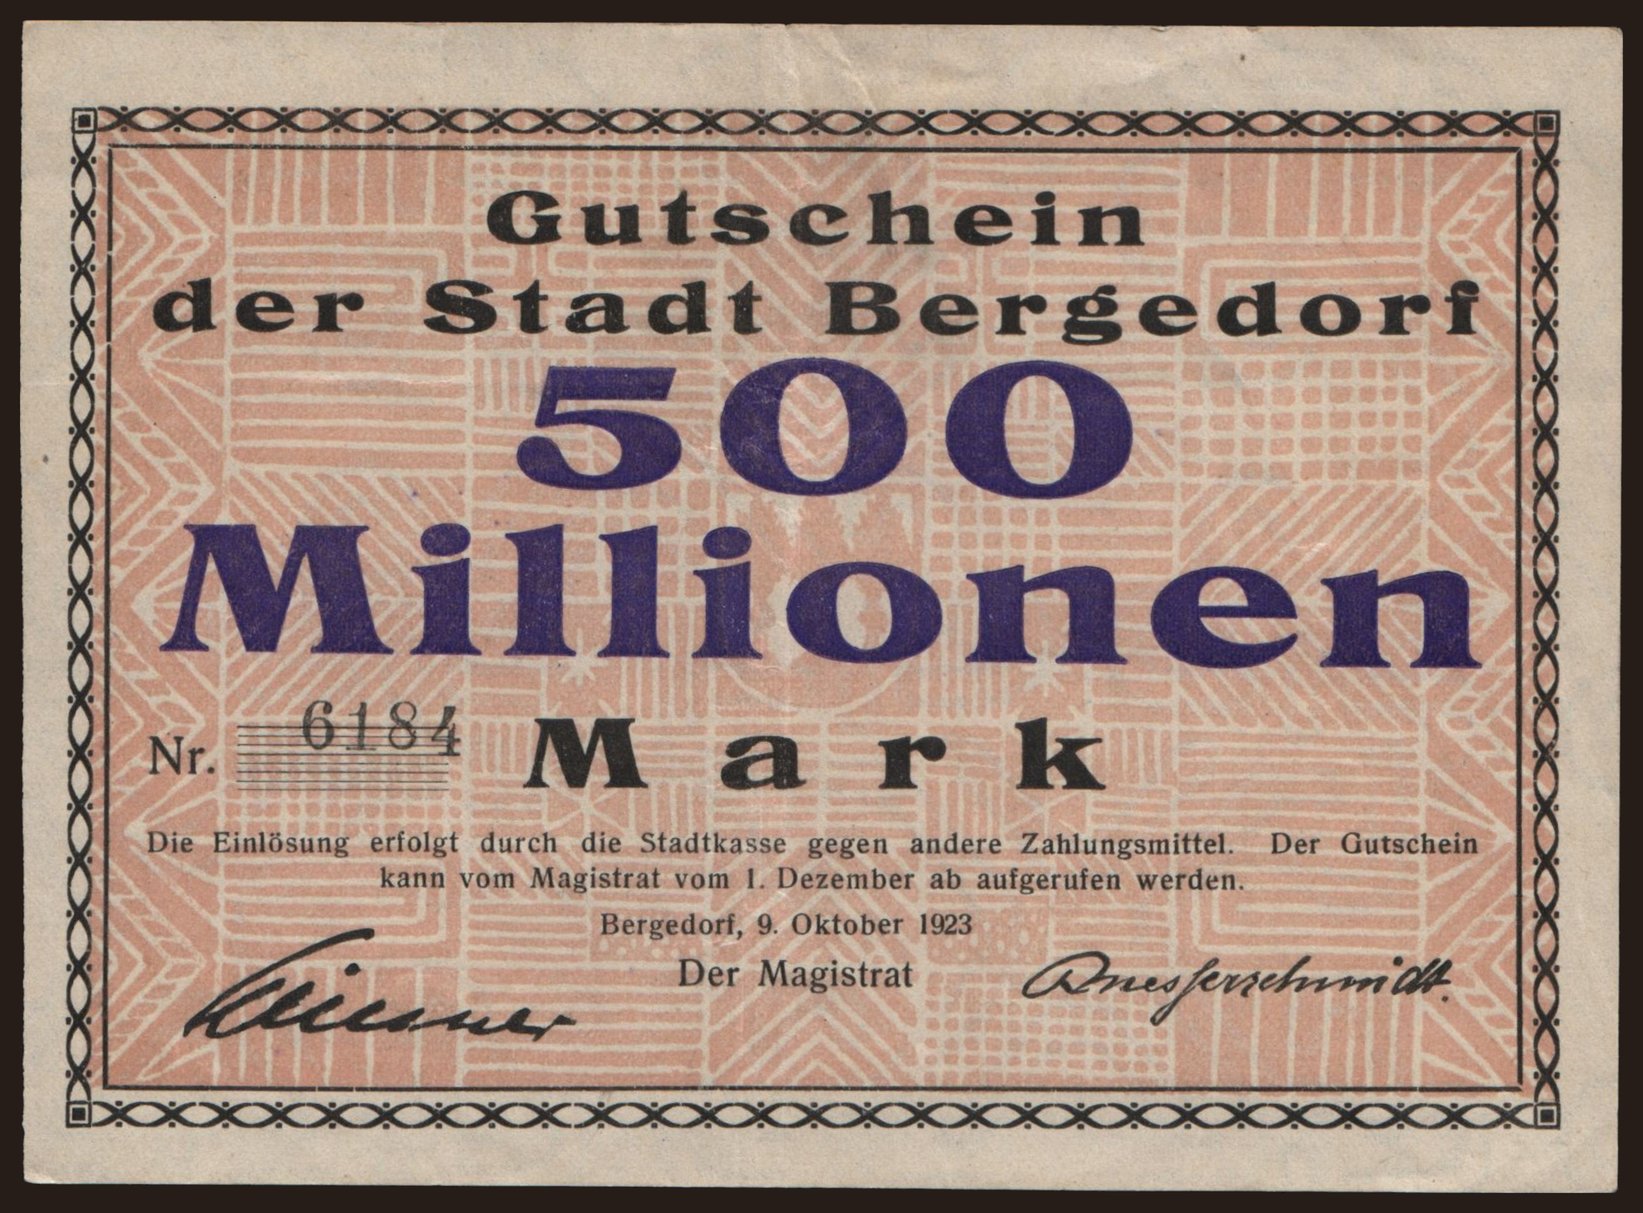 Gutschein
der Stadt Bergedorf
500
Millionen
Nr. 6184 Mark
Die Einlösung erfolgt durch die Stadtkasse gegen andere Zahlungsmittel. Der Gutschein
kann vom Magistrat vom 1. Dezember ab aufgerufen werden.
Bergedorf, 9. Oktober 1923
Der Magistrat